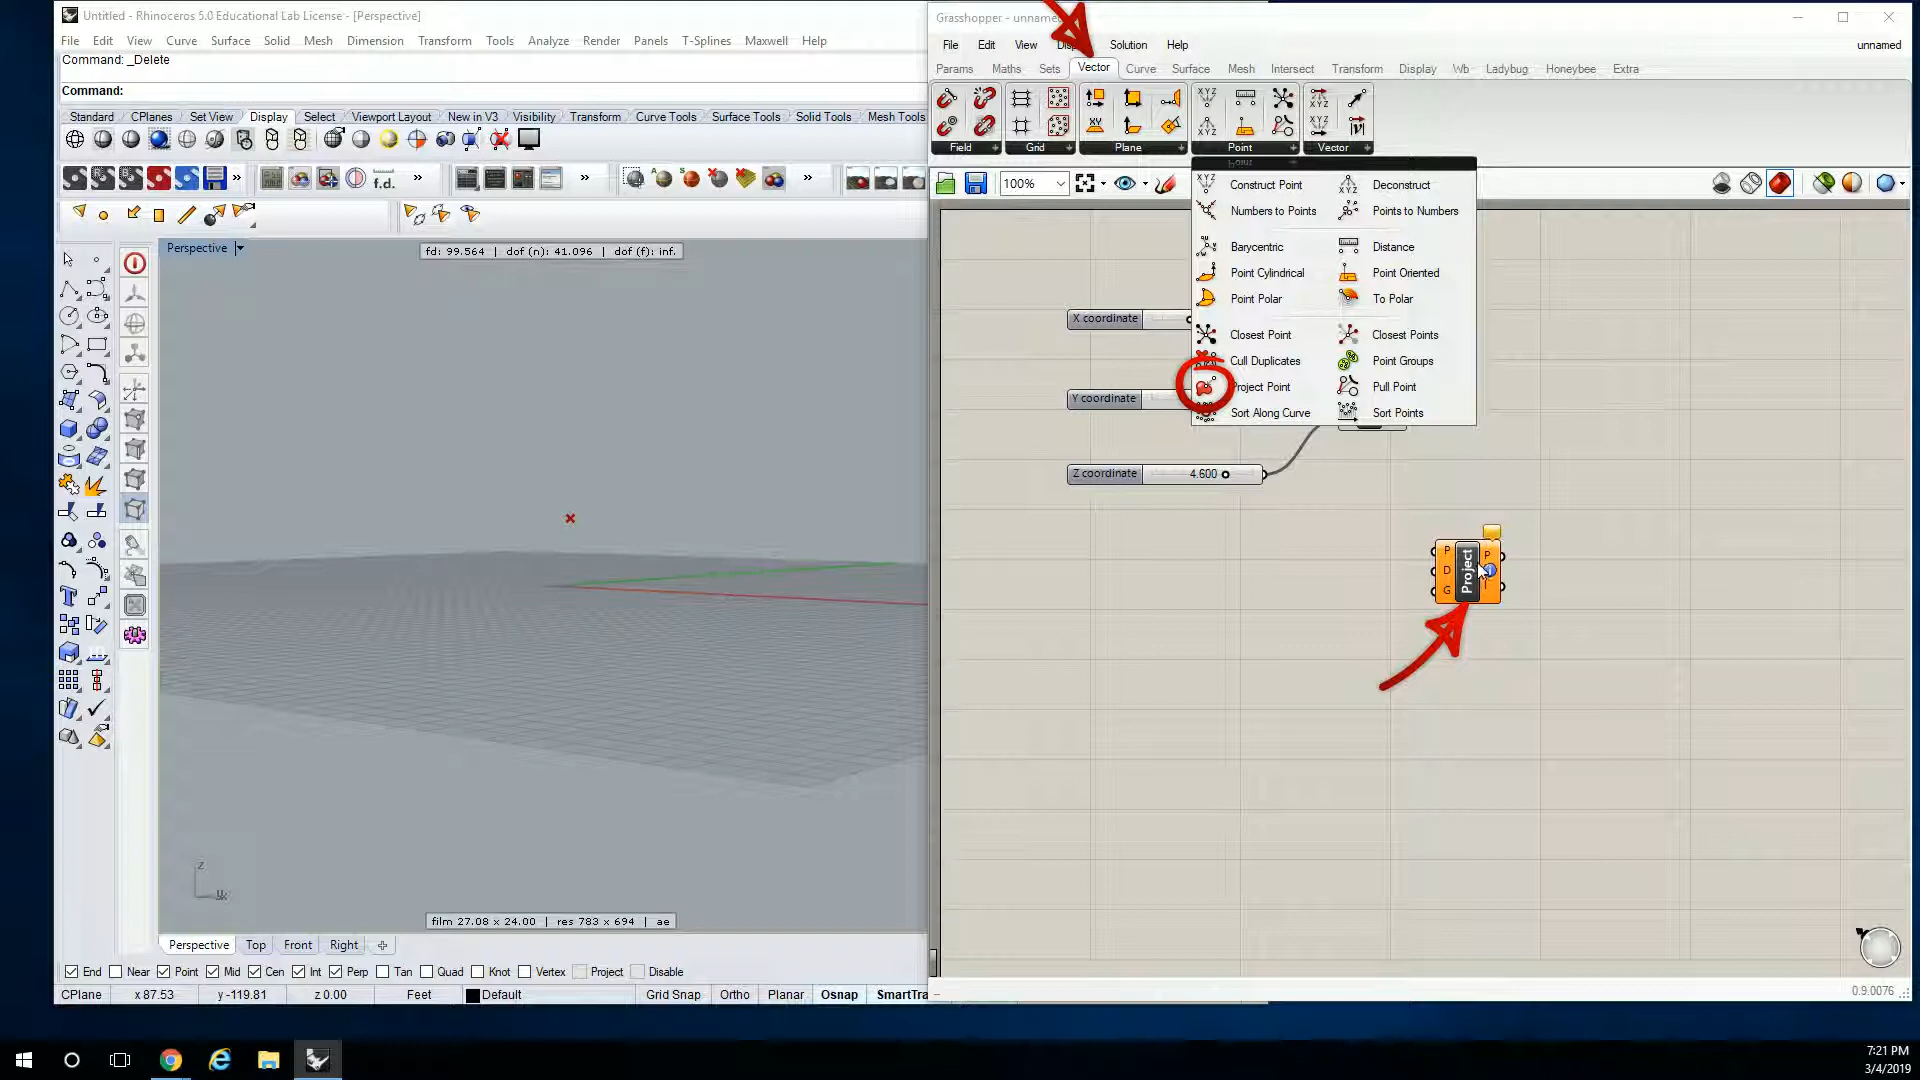 Untitled - Rhinoceros 5.0 Educational Lab License - [Perspective]
File Edit View Curve Surface Solid Mesh Dimension Transform Tools Analyze Render Panels T-Splines Maxwell Help
Command: _Delete
Command:
Standard CPlanes Set View Display Select Viewport Layout New in V3 Visibility Transform Curve Tools Surface Tools Solid Tools Mesh Tools
f.d.
Perspective
fd: 99.564 | dof (n): 41.096 | dof (f): inf.
z
film 27.08 x 24.00 | res 783 x 694 | ae
Perspective Top Front Right
End Near Point Mid Cen Int Perp Tan Quad Knot Vertex Project Disable
CPlane x 87.53 y -119.81 z 0.00 Feet Default Grid Snap Ortho Planar Osnap SmartTra
Grasshopper - unnamed
File Edit View Solution Help unnamed
Params Maths Sets Vector Curve Surface Mesh Intersect Transform Display Wb Ladybug Honeybee Extra
Field Grid Plane Point Vector
100%
Construct Point Deconstruct
Numbers to Points Points to Numbers
Barycentric Distance
Point Cylindrical Point Oriented
Point Polar To Polar
Closest Point Closest Points
Cull Duplicates Point Groups
Project Point Pull Point
Sort Along Curve Sort Points
X coordinate
Y coordinate
Z coordinate 4.600
P D G Project P
0.9.0076
7:21 PM
3/4/2019